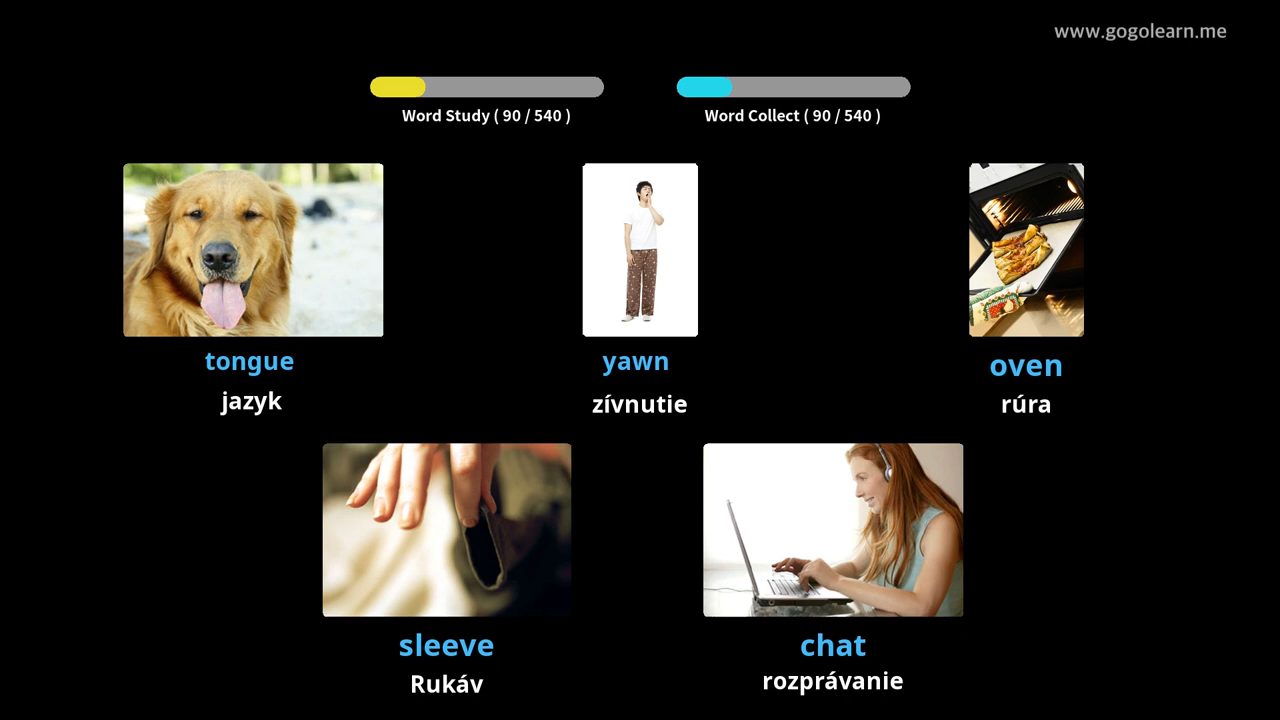 www.gogolearn.me
Word Study ( 90 / 540 )
Word Collect ( 90 / 540 )
tongue
jazyk
yawn
zívnutie
oven
rúra
sleeve
Rukáv
chat
rozprávanie